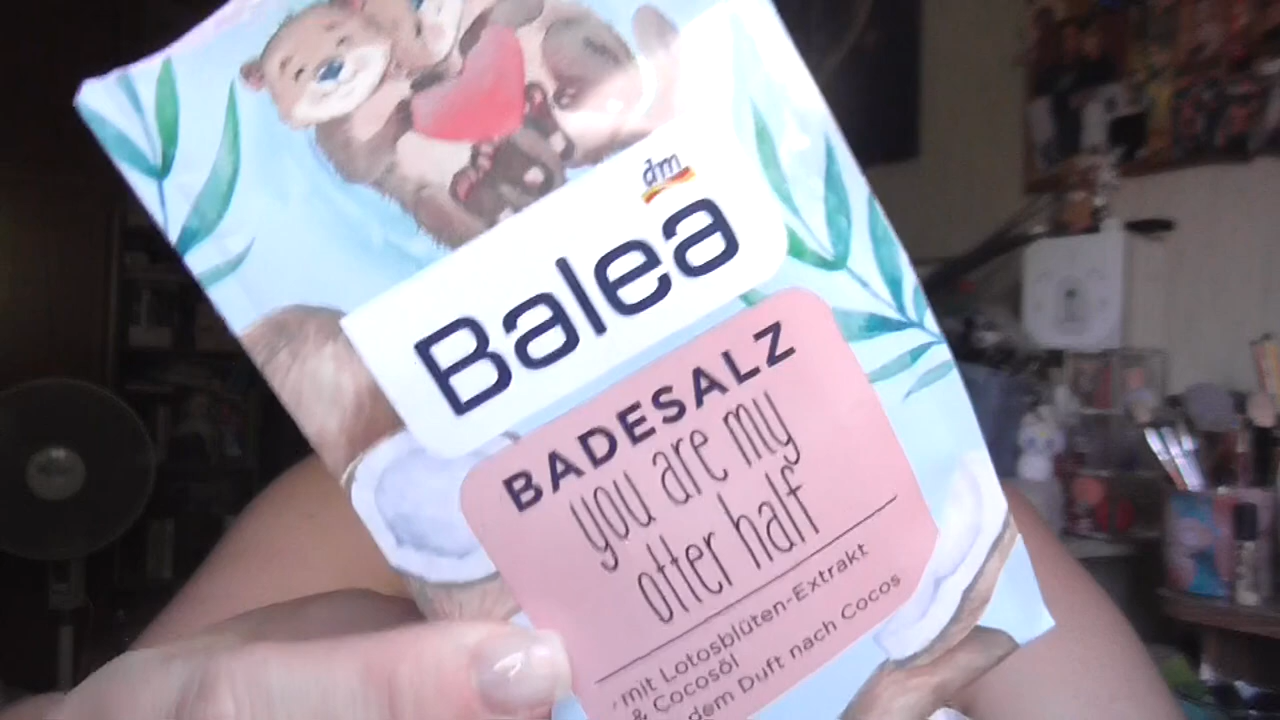 dm
Balea
BADESALZ
you are my
otter half
mit Lotosblüten-Extrakt
& Cocosöl
dem Duft nach Cocos